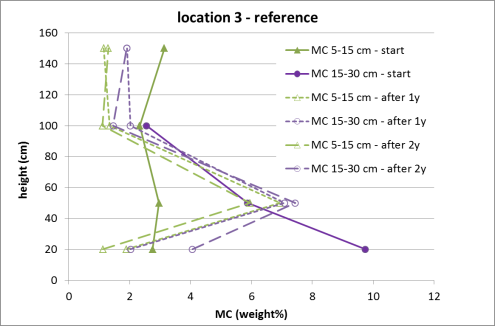 location 3 - reference
160
140
120
100
80
60
40
20
0
height (cm)
MC 5-15 cm - start
MC 15-30 cm - start
MC 5-15 cm - after 1y
MC 15-30 cm - after 1y
MC 5-15 cm - after 2y
MC 15-30 cm - after 2y
0 2 4 6 8 10 12
MC (weight%)